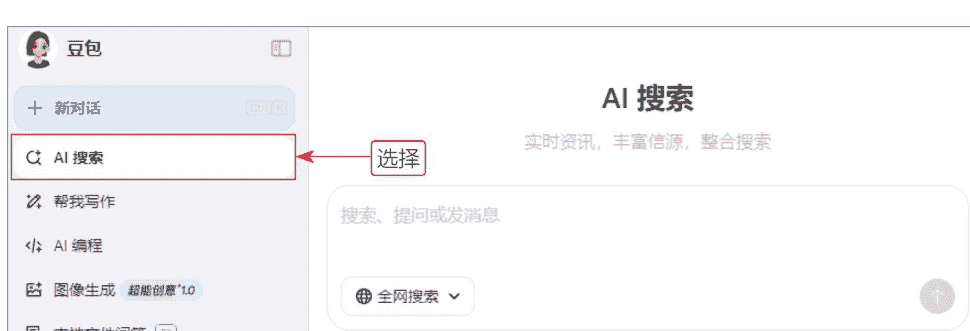 豆包
新对话 Ctrl K
AI 搜索
帮我写作
AI 编程
图像生成 超能创意1.0
选择
AI 搜索
实时资讯，丰富信源，整合搜索
搜索、提问或发消息
全网搜索